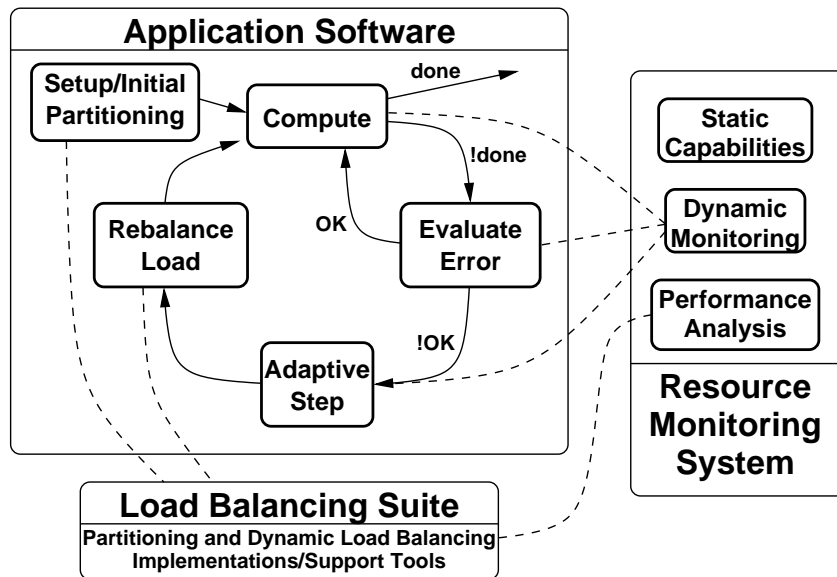 Application Software
Setup/Initial
Partitioning
Compute
done
!done
Rebalance
Load
OK
Evaluate
Error
!OK
Adaptive
Step
Static
Capabilities
Dynamic
Monitoring
Performance
Analysis
Resource
Monitoring
System
Load Balancing Suite
Partitioning and Dynamic Load Balancing
Implementations/Support Tools